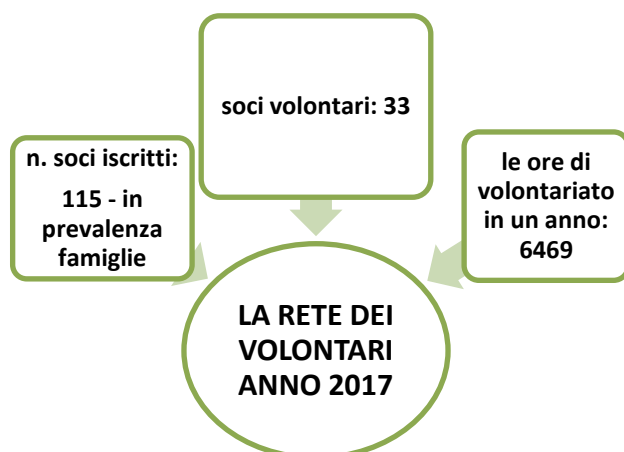 soci volontari: 33
n. soci iscritti:
115 - in
prevalenza
famiglie
le ore di
volontariato
in un anno:
6469
LA RETE DEI
VOLONTARI
ANNO 2017